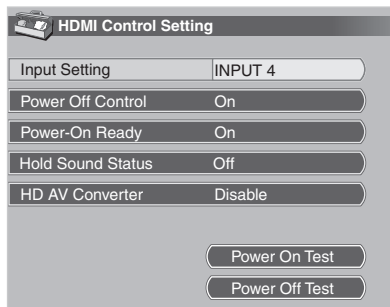 HDMI Control Setting
Input Setting INPUT 4
Power Off Control On
Power-On Ready On
Hold Sound Status Off
HD AV Converter Disable
Power On Test
Power Off Test